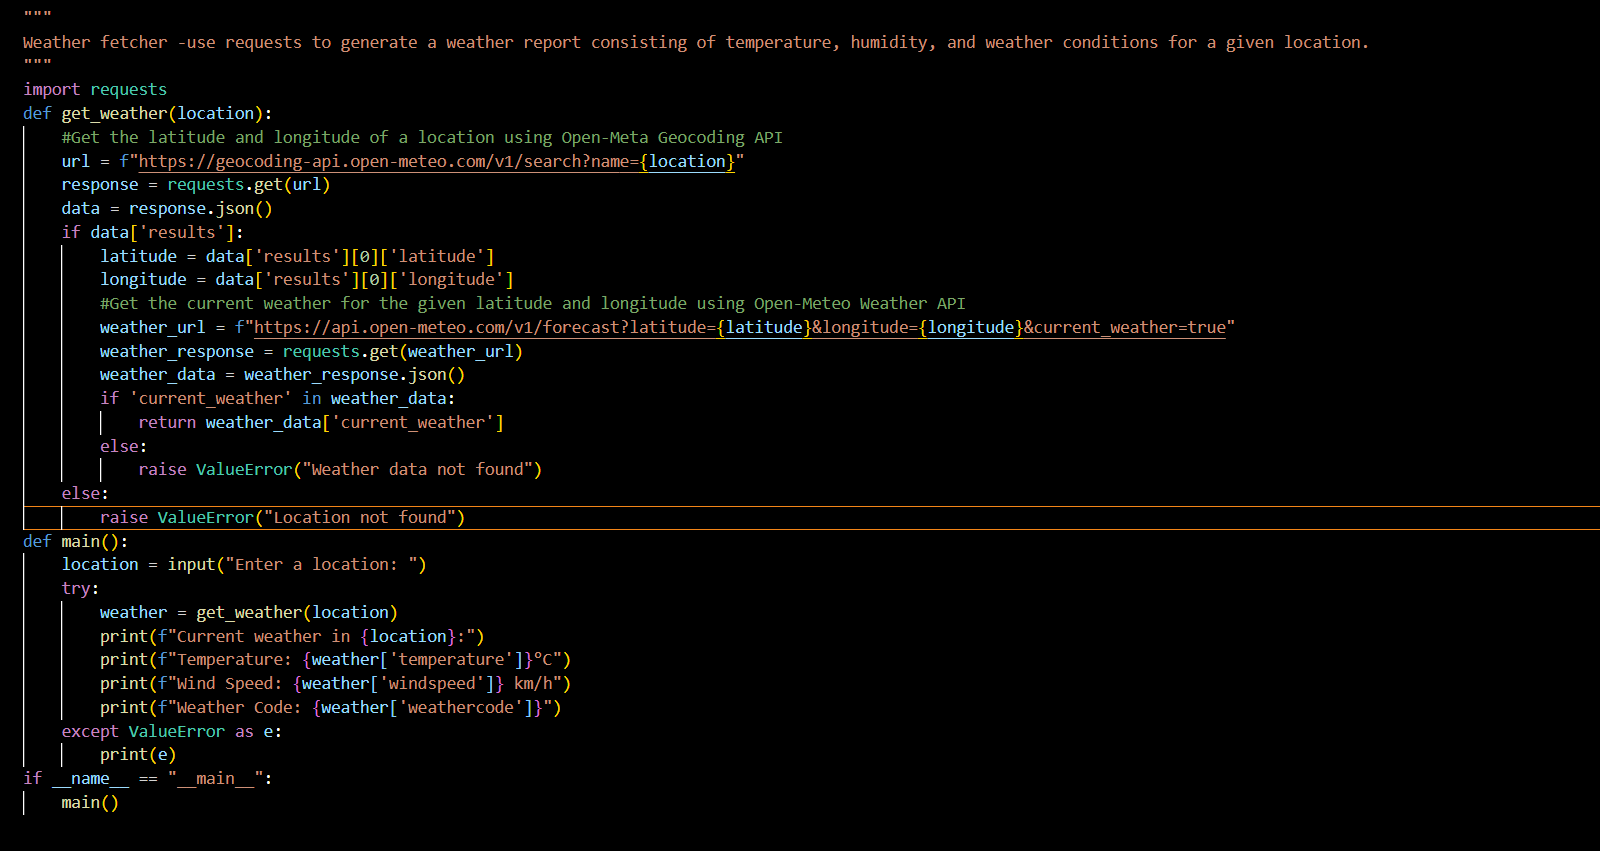 """
Weather fetcher -use requests to generate a weather report consisting of temperature, humidity, and weather conditions for a given location.
"""
import requests
def get_weather(location):
    #Get the latitude and longitude of a location using Open-Meta Geocoding API
    url = f"https://geocoding-api.open-meteo.com/v1/search?name={location}"
    response = requests.get(url)
    data = response.json()
    if data['results']:
        latitude = data['results'][0]['latitude']
        longitude = data['results'][0]['longitude']
        #Get the current weather for the given latitude and longitude using Open-Meteo Weather API
        weather_url = f"https://api.open-meteo.com/v1/forecast?latitude={latitude}&longitude={longitude}&current_weather=true"
        weather_response = requests.get(weather_url)
        weather_data = weather_response.json()
        if 'current_weather' in weather_data:
            return weather_data['current_weather']
        else:
            raise ValueError("Weather data not found")
    else:
        raise ValueError("Location not found")
def main():
    location = input("Enter a location: ")
    try:
        weather = get_weather(location)
        print(f"Current weather in {location}:")
        print(f"Temperature: {weather['temperature']}°C")
        print(f"Wind Speed: {weather['windspeed']} km/h")
        print(f"Weather Code: {weather['weathercode']}")
    except ValueError as e:
        print(e)
if __name__ == "__main__":
    main()